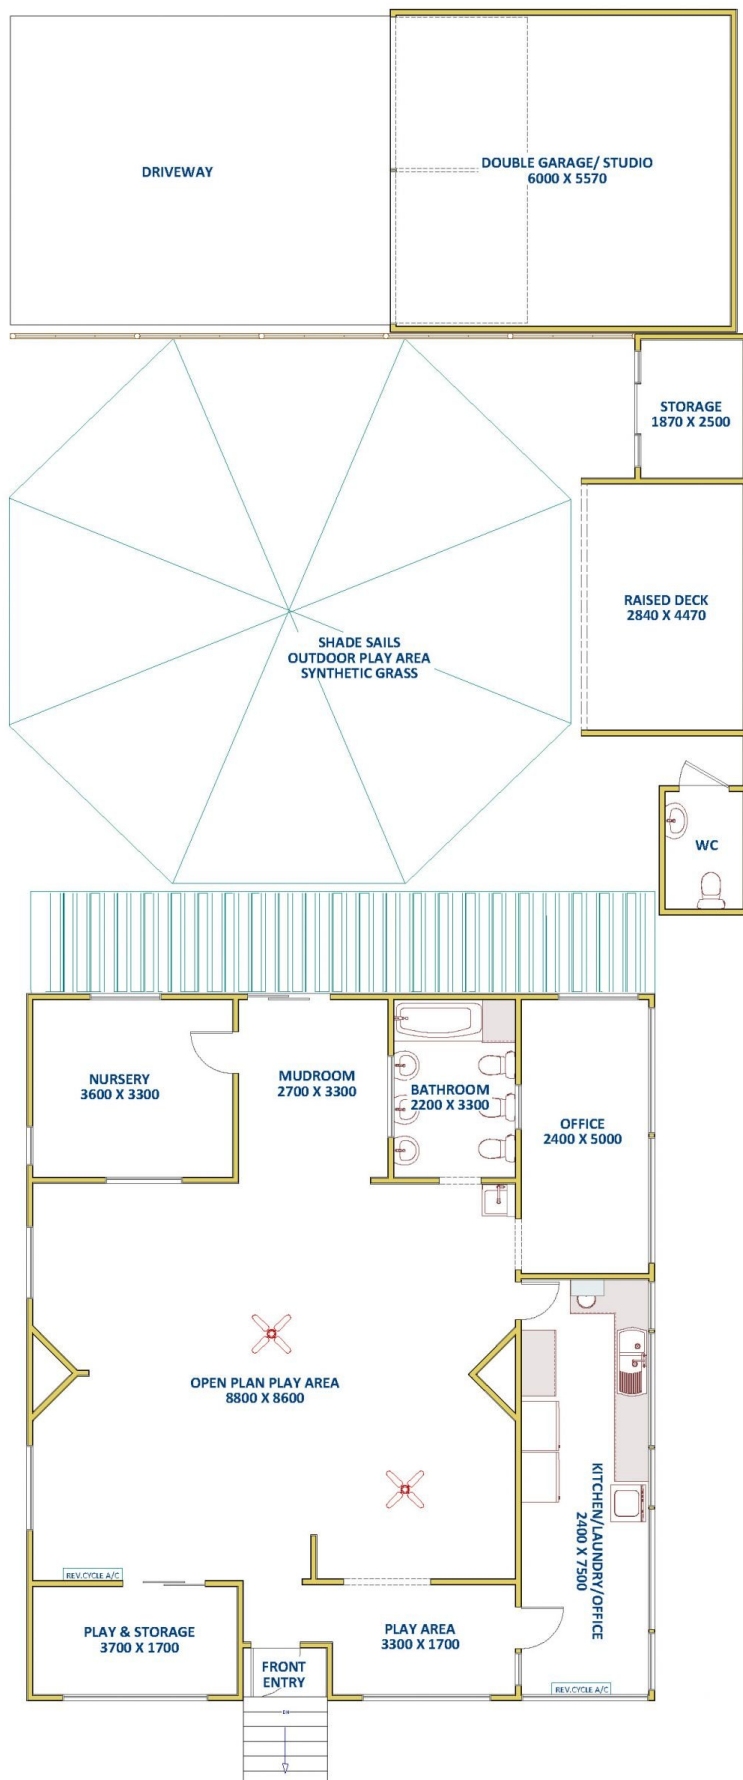 DRIVEWAY
DOUBLE GARAGE/ STUDIO
6000 X 5570
STORAGE
1870 X 2500
RAISED DECK
2840 X 4470
SHADE SAILS
OUTDOOR PLAY AREA
SYNTHETIC GRASS
WC
NURSERY
3600 X 3300
MUDROOM
2700 X 3300
BATHROOM
2200 X 3300
OFFICE
2400 X 5000
OPEN PLAN PLAY AREA
8800 X 8600
KITCHEN/LAUNDRY/OFFICE
2400 X 7500
REV.CYCLE A/C
PLAY & STORAGE
3700 X 1700
PLAY AREA
3300 X 1700
FRONT
ENTRY
REV.CYCLE A/C